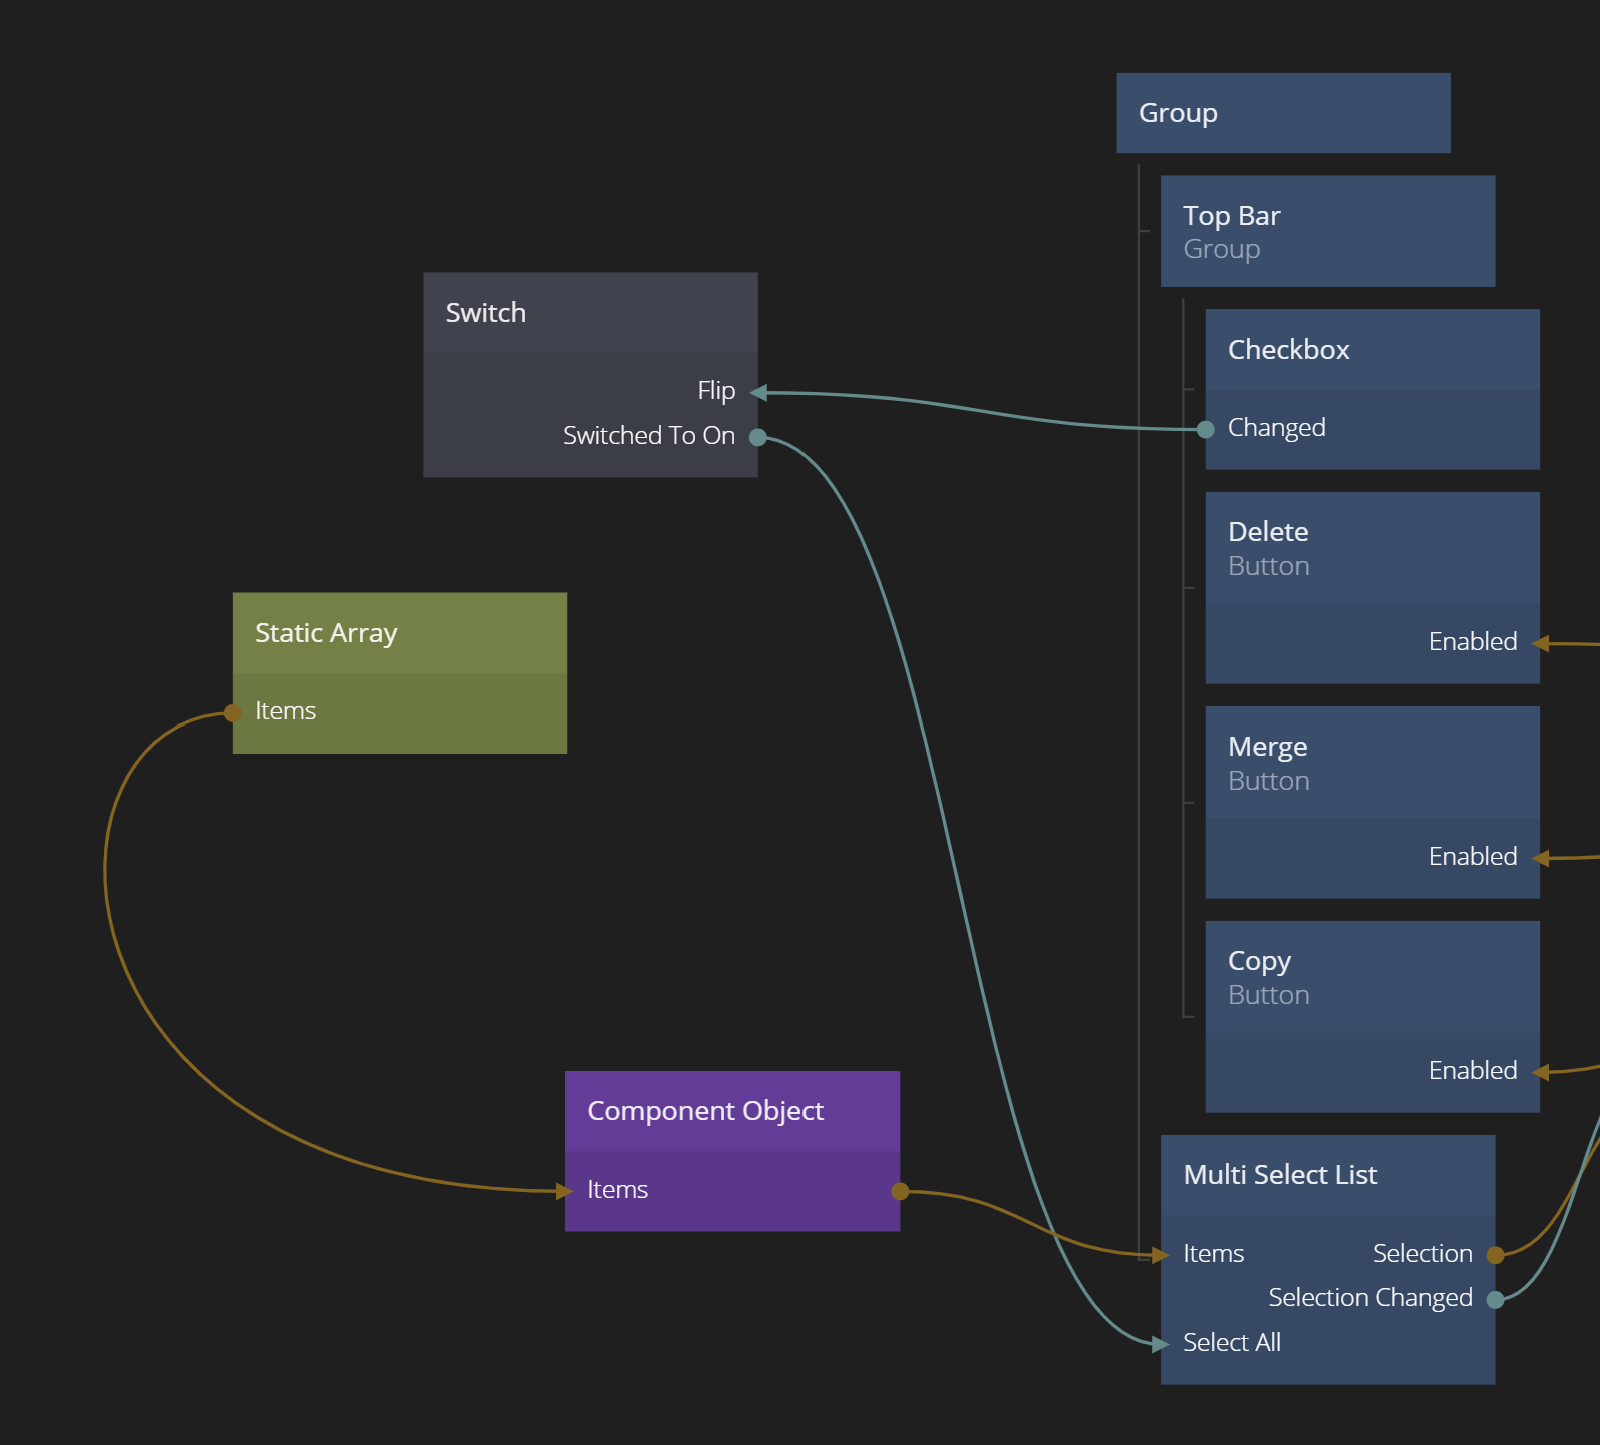 Group
Top Bar
Group
Switch
Flip
Switched To On
Checkbox
Changed
Delete
Button
Enabled
Static Array
Items
Merge
Button
Enabled
Copy
Button
Enabled
Component Object
Items
Multi Select List
Items Selection
Selection Changed
Select All